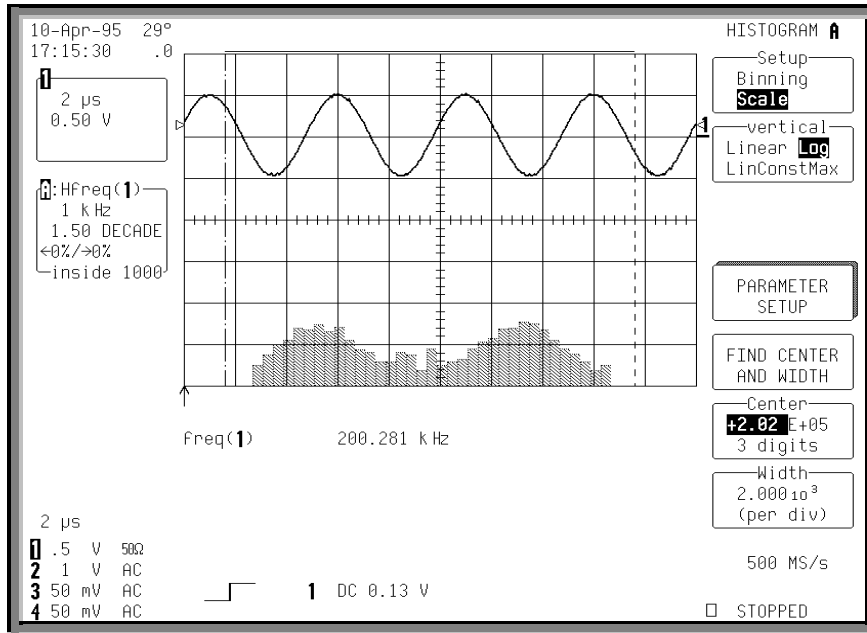 10-Apr-95 29°
17:15:30 .0
1
2 µs
0.50 V
A:Hfreq(1)
1 kHz
1.50 DECADE
←0%/→0%
inside 1000
1
freq(1) 200.281 kHz
2 µs
1 .5 V 50Ω
2 1 V AC
3 50 mV AC
4 50 mV AC
1 DC 0.13 V
HISTOGRAM A
Setup
Binning
Scale
vertical
Linear Log
LinConstMax
PARAMETER
SETUP
FIND CENTER
AND WIDTH
Center
+2.02 E+05
3 digits
Width
2.000 10³
(per div)
500 MS/s
□ STOPPED